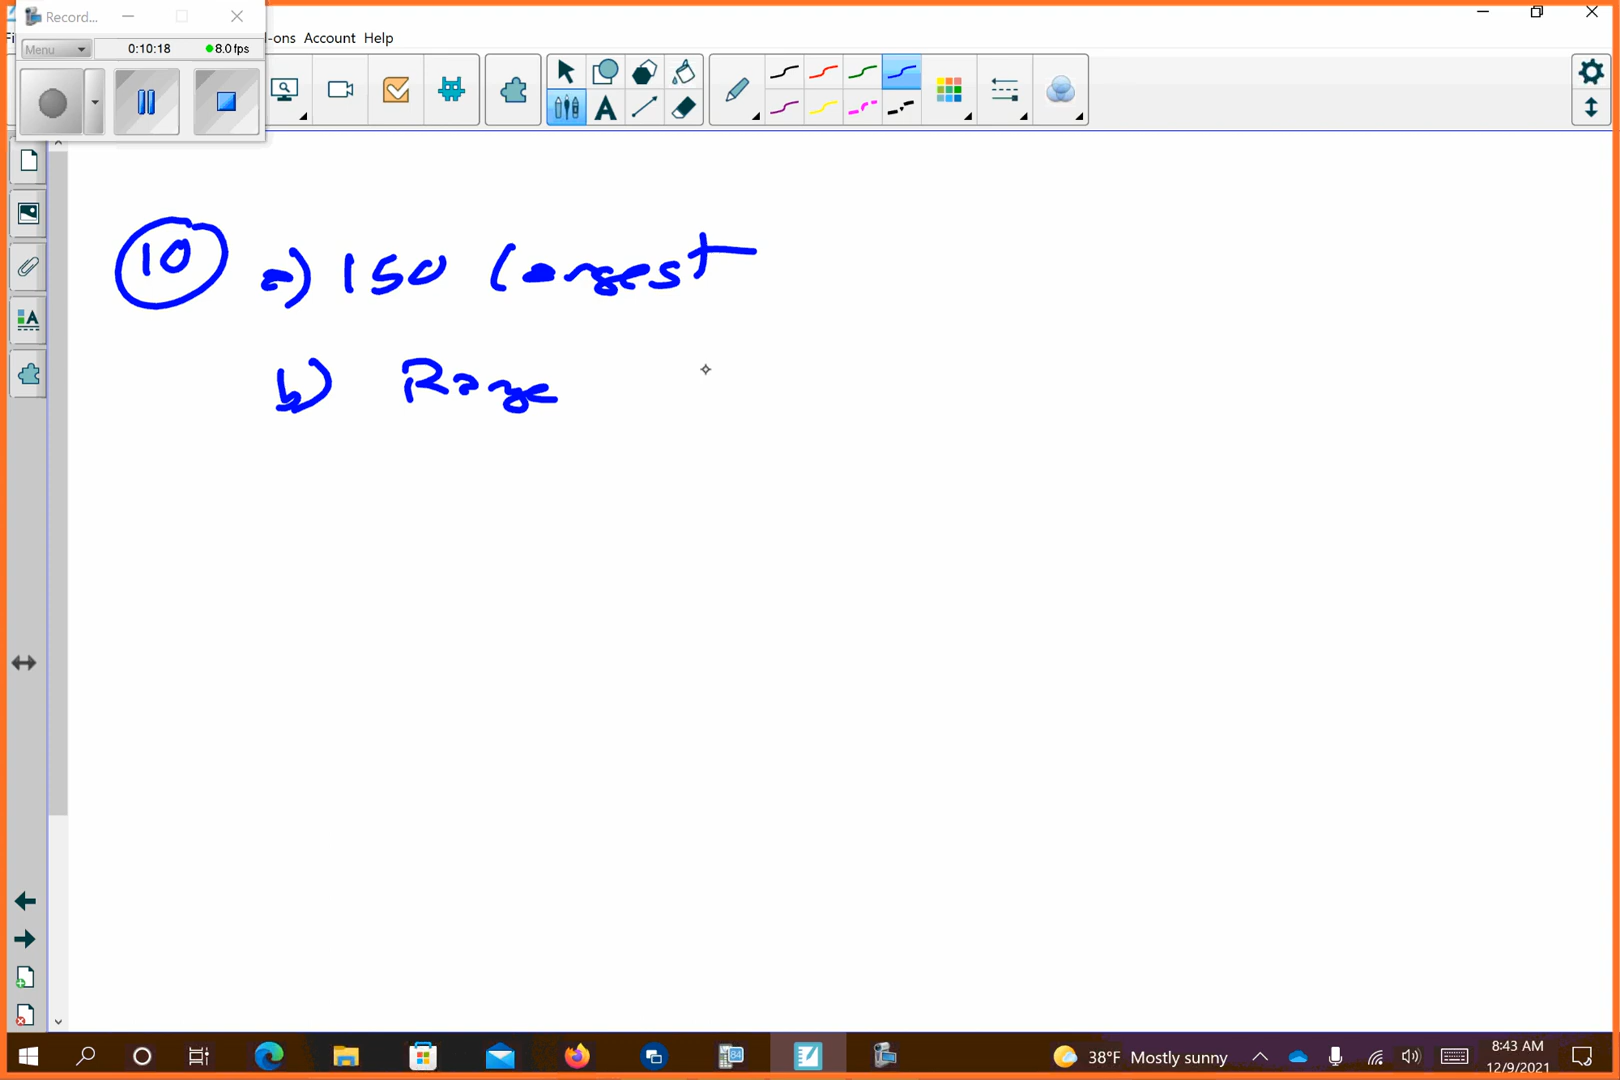 Record...
Menu
0:10:18
8.0 fps
-ons Account Help
10 a) 150 Largest
b) Range
84
38°F Mostly sunny
8:43 AM
12/9/2021